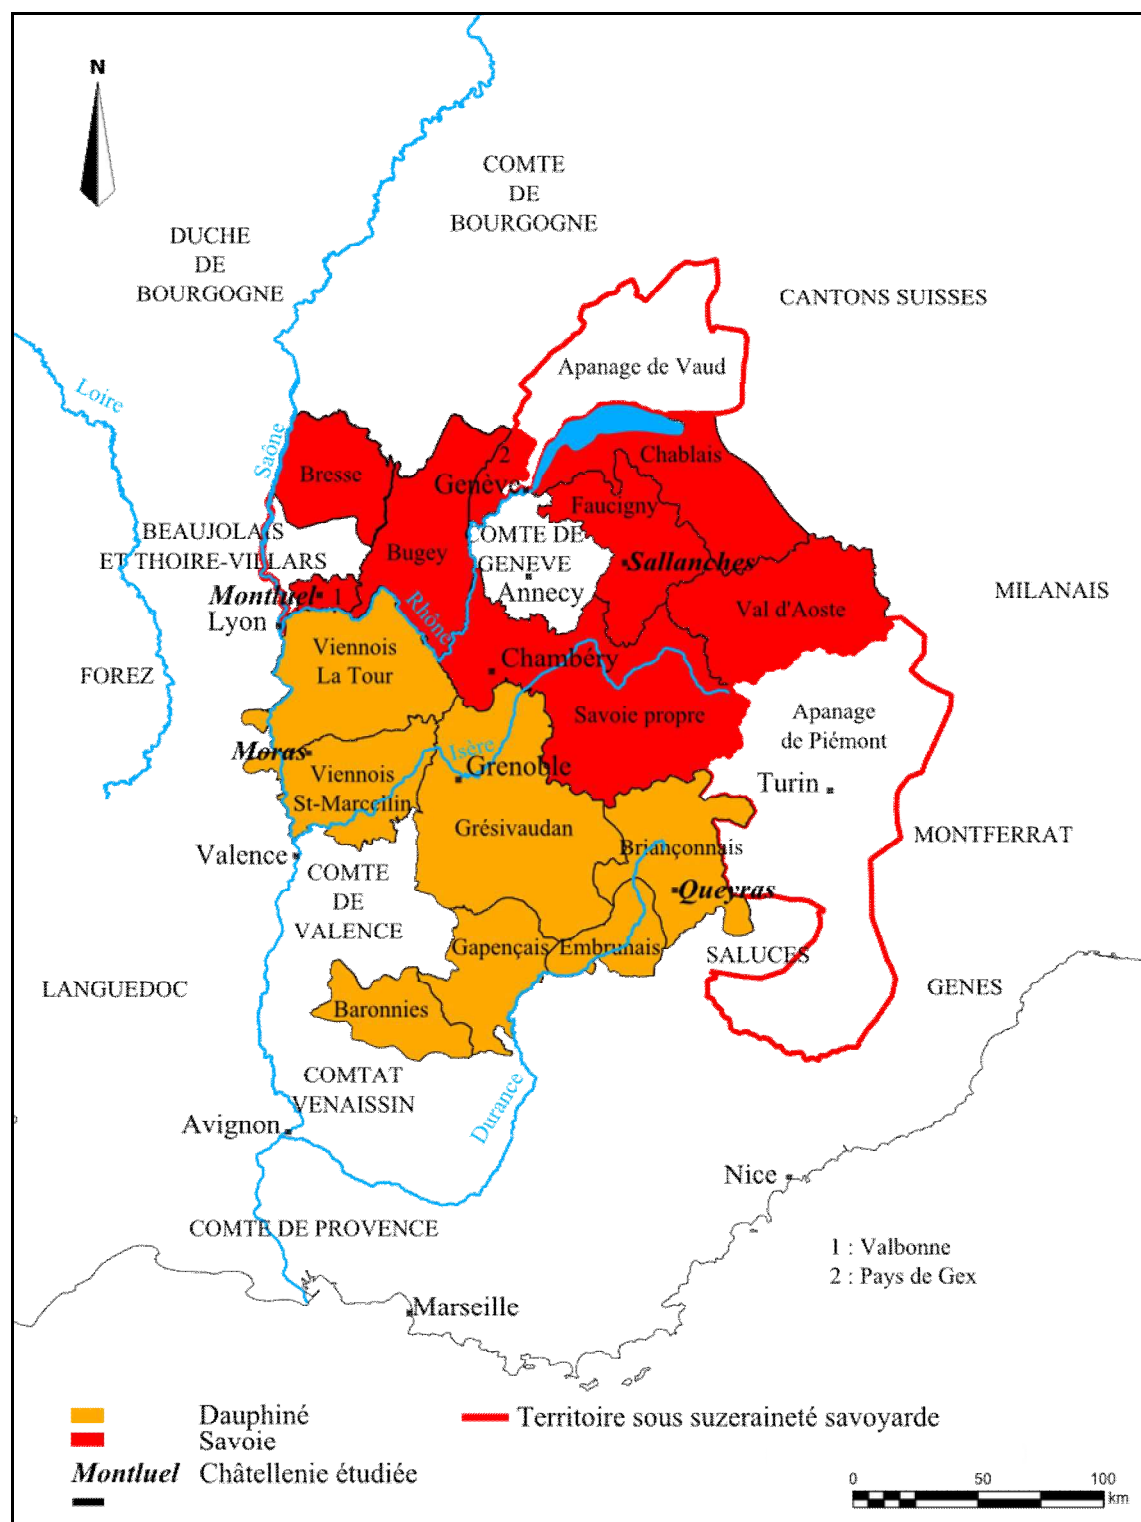 N
COMTE
DE
BOURGOGNE
DUCHE
DE
BOURGOGNE
CANTONS SUISSES
Apanage de Vaud
Loire
Saône
Bresse
2
Genève
Chablais
Faucigny
BEAUJOLAIS
ET THOIRE-VILLARS
Bugey
COMTE DE
GENEVE
Annecy
Sallanches
Montluel
1
Rhône
Val d'Aoste
MILANAIS
Lyon
Viennois
La Tour
Chambéry
FOREZ
Savoie propre
Apanage
de Piémont
Moras
Isère
Viennois
St-Marcellin
Grenoble
Turin
Grésivaudan
Briançonnais
MONTFERRAT
Valence
COMTE
DE
VALENCE
Queyras
Gapençais
Embrunais
SALUCES
LANGUEDOC
GENES
Baronnies
COMTAT
VENAISSIN
Durance
Avignon
Nice
COMTE DE PROVENCE
1 : Valbonne
2 : Pays de Gex
Marseille
Dauphiné
Savoie
Montluel Châtellenie étudiée
Territoire sous suzeraineté savoyarde
0 50 100
km